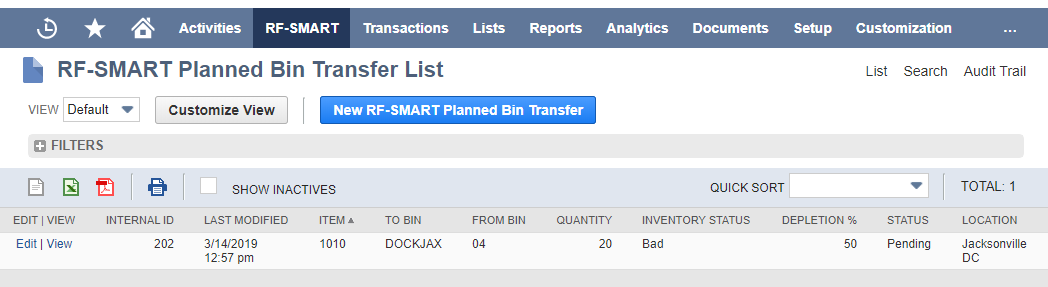 Activities RF-SMART Transactions Lists Reports Analytics Documents Setup Customization ...
RF-SMART Planned Bin Transfer List
List Search Audit Trail
VIEW Default Customize View New RF-SMART Planned Bin Transfer
FILTERS
SHOW INACTIVES QUICK SORT TOTAL: 1
EDIT | VIEW INTERNAL ID LAST MODIFIED ITEM TO BIN FROM BIN QUANTITY INVENTORY STATUS DEPLETION % STATUS LOCATION
Edit | View 202 3/14/2019 1010 DOCKJAX 04 20 Bad 50 Pending Jacksonville
12:57 pm DC